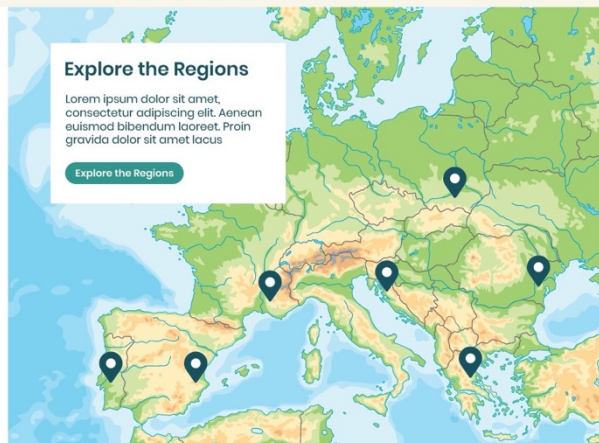 Explore the Regions
Lorem ipsum dolor sit amet,
consectetur adipiscing elit. Aenean
euismod bibendum laoreet. Proin
gravida dolor sit amet lacus
Explore the Regions